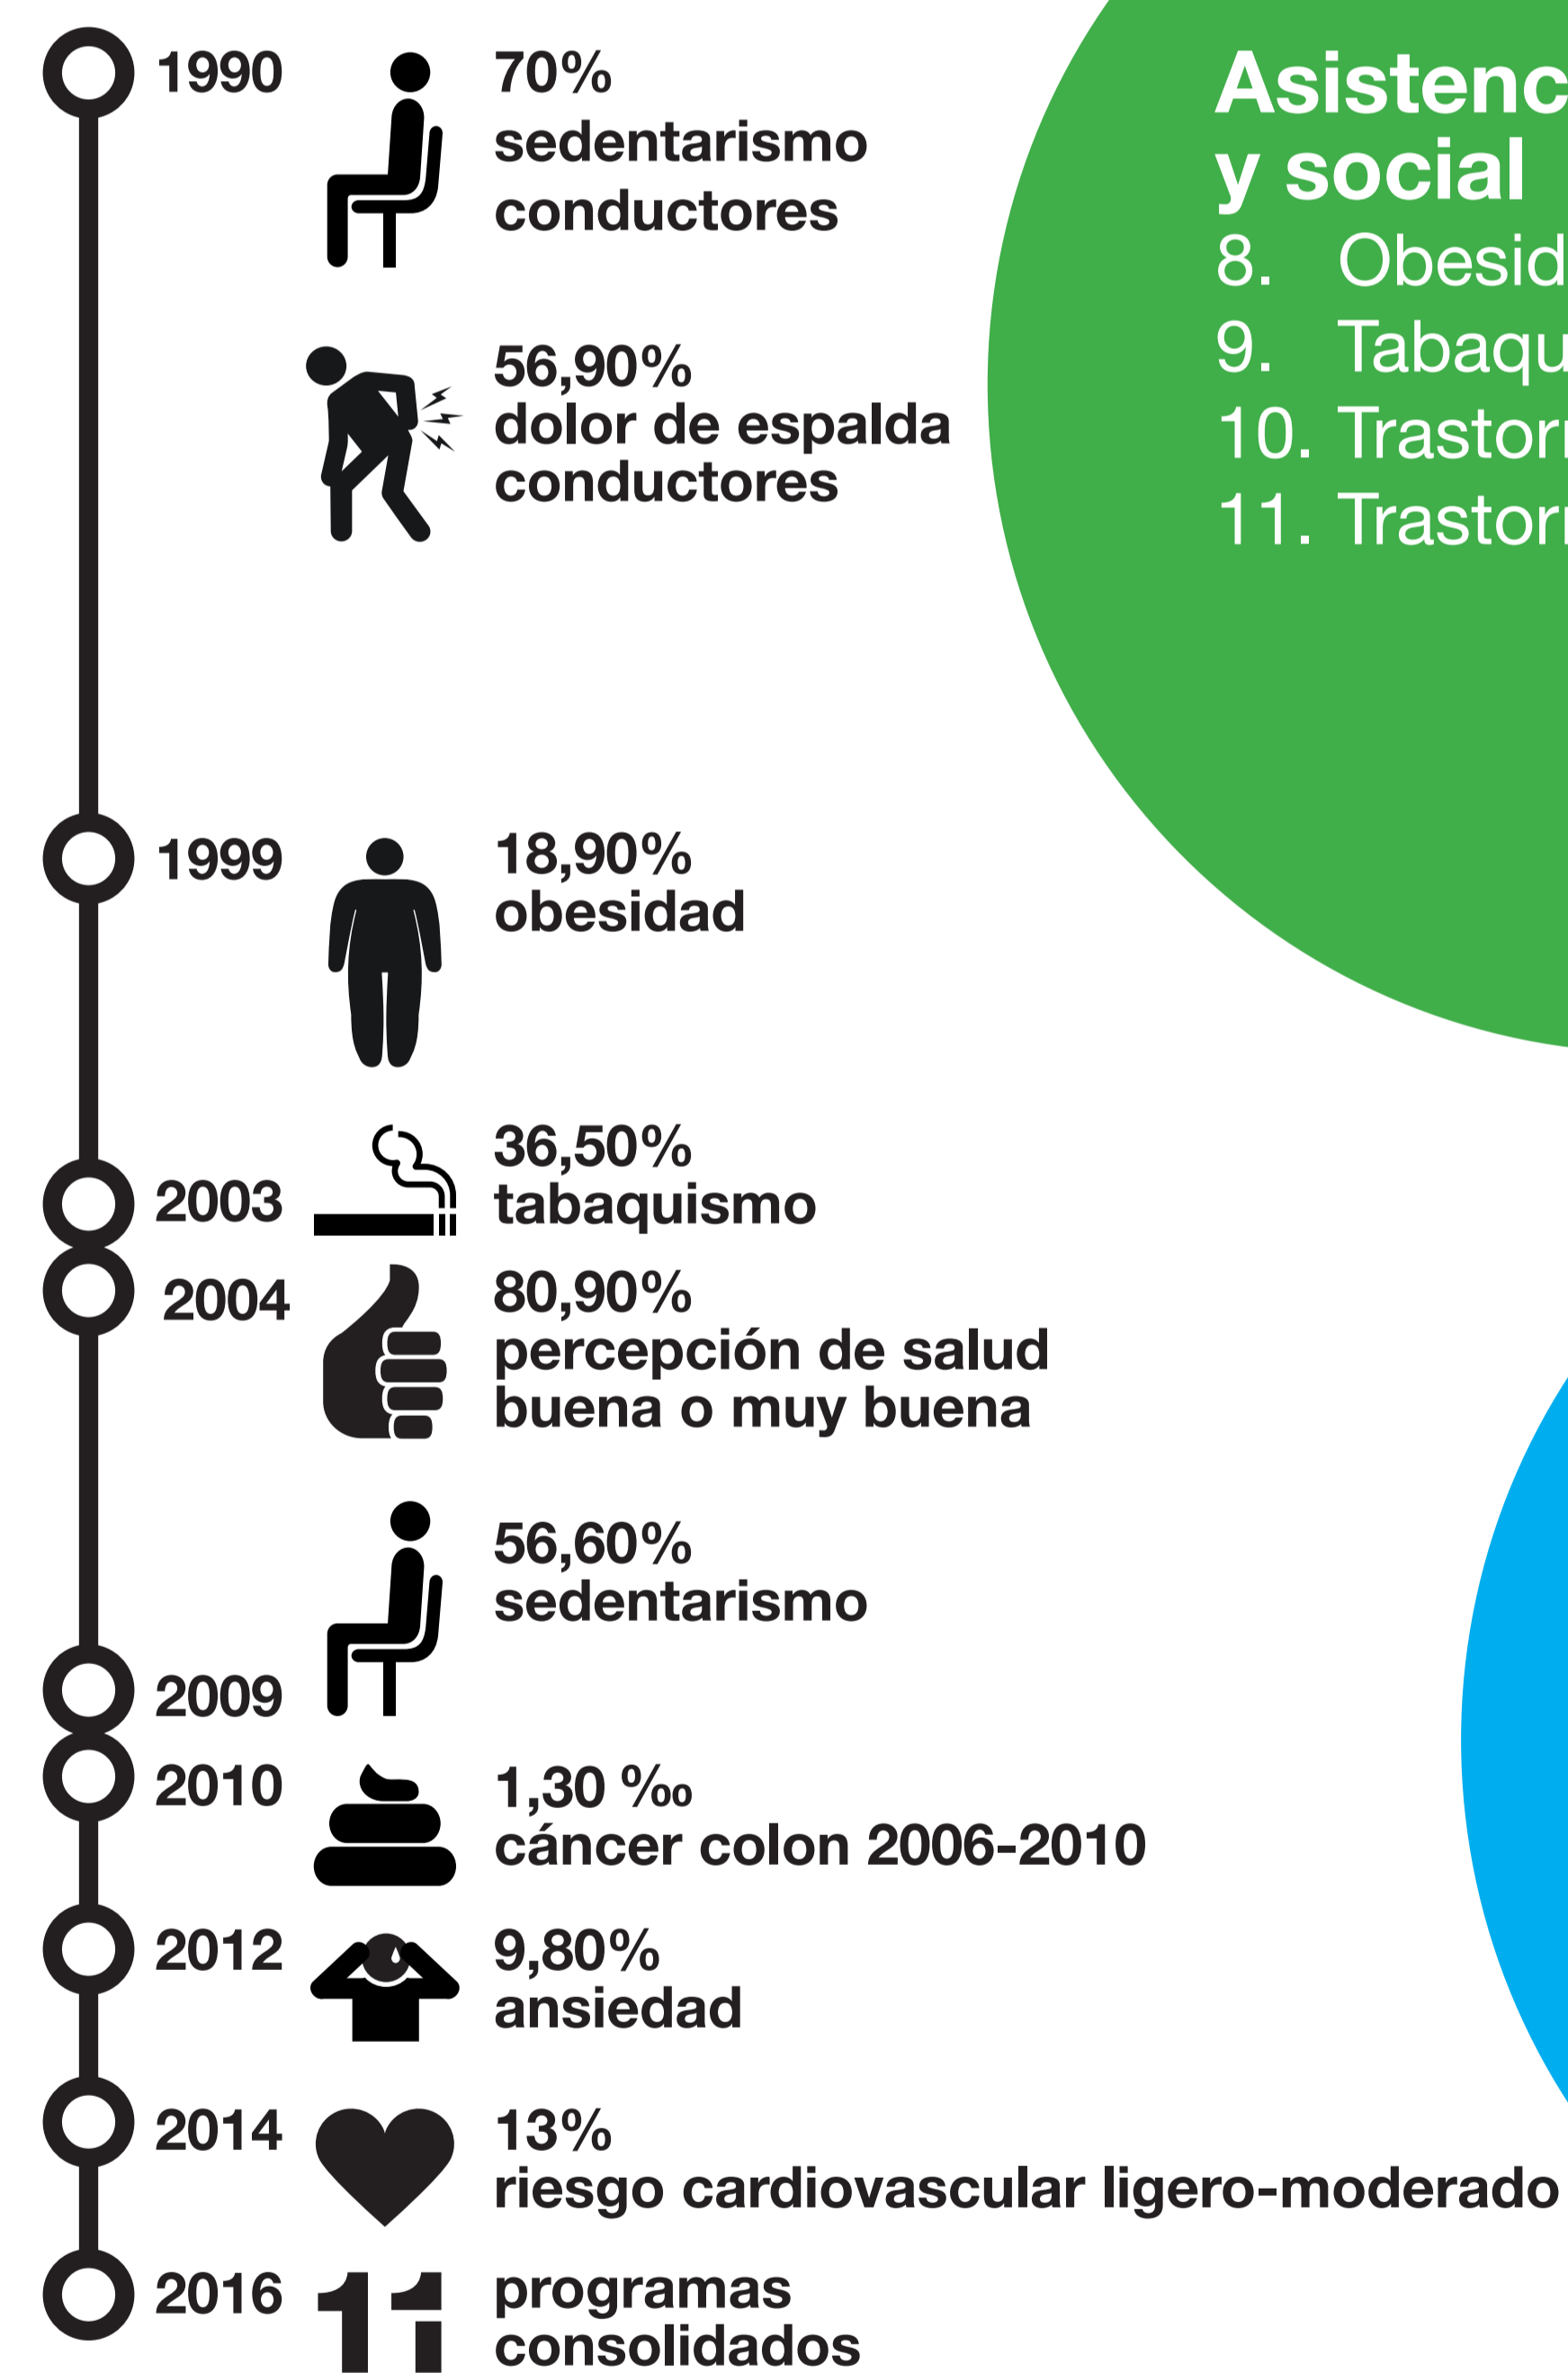 1990
70%
sedentarismo
conductores
56,90%
dolor de espalda
conductores
1999
18,90%
obesidad
2003
36,50%
tabaquismo
2004
80,90%
percepción de salud
buena o muy buena
56,60%
sedentarismo
2009
2010
1,30 ‰
cáncer colon 2006-2010
2012
9,80%
ansiedad
2014
13%
riesgo cardiovascular ligero-moderado
2016
11
programas
consolidados
y social
8.
9.
10.
11.